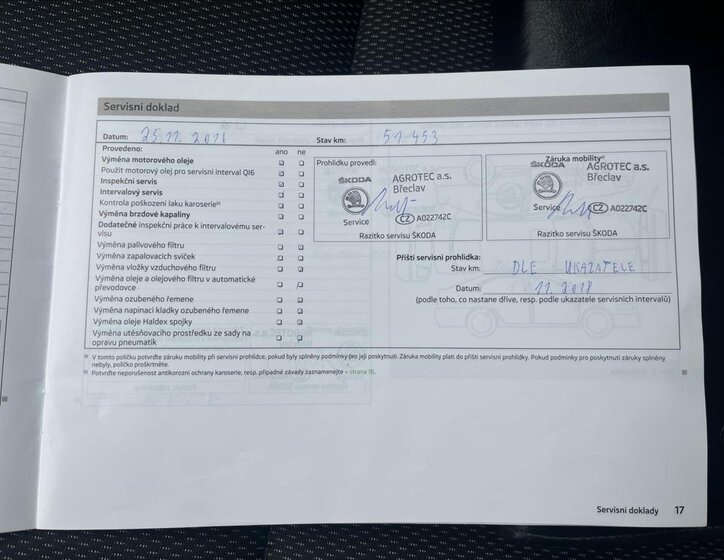 Servisní doklad
Datum: 25.11.2016 Stav km: 51 453
Provedeno: ano ne
Výměna motorového oleje
Použit motorový olej pro servisní interval QI6
Inspekční servis
Intervalový servis
Kontrola poškození laku karoserieᵇ⁾
Výměna brzdové kapaliny
Dodatečné inspekční práce k intervalovému ser-
visu
Výměna palivového filtru
Výměna zapalovacích svíček
Výměna vložky vzduchového filtru
Výměna oleje a olejového filtru v automatické
převodovce
Výměna ozubeného řemene
Výměna napínací kladky ozubeného řemene
Výměna oleje Haldex spojky
Výměna utěsňovacího prostředku ze sady na
opravu pneumatik
Prohlídku provedl:
ŠKODA
AGROTEC a.s.
Břeclav
Service
CZ A022742C
Razítko servisu ŠKODA
Záruka mobilityᵃ⁾
ŠKODA
AGROTEC a.s.
Břeclav
Service
CZ A022742C
Razítko servisu ŠKODA
Příští servisní prohlídka:
Stav km: DLE UKAZATELE
Datum: 11.2018
(podle toho, co nastane dříve, resp. podle ukazatele servisních intervalů)
ᵃ⁾ V tomto políčku potvrďte záruku mobility při servisní prohlídce, pokud byly splněny podmínky pro její poskytnutí. Záruka mobility platí do příští servisní prohlídky. Pokud podmínky pro poskytnutí záruky splněny
nebyly, políčko proškrtněte.
ᵇ⁾ Potvrďte neporušenost antikorozní ochrany karoserie, resp. případné závady zaznamenejte » strana 18.
Servisní doklady 17